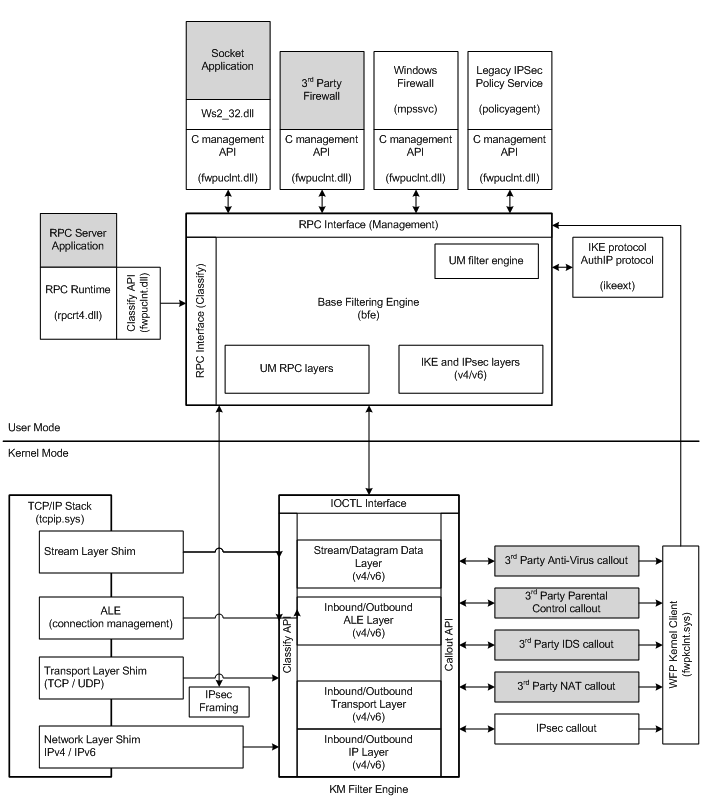 Socket
Application
Ws2_32.dll
C management
API
(fwpuclnt.dll)
3rd Party
Firewall
C management
API
(fwpuclnt.dll)
Windows
Firewall
(mpssvc)
C management
API
(fwpuclnt.dll)
Legacy IPSec
Policy Service
(policyagent)
C management
API
(fwpuclnt.dll)
RPC Server
Application
RPC Runtime
(rpcrt4.dll)
Classify API
(fwpuclnt.dll)
RPC Interface (Management)
RPC Interface (Classify)
UM filter engine
Base Filtering Engine
(bfe)
UM RPC layers
IKE and IPsec layers
(v4/v6)
IKE protocol
AuthIP protocol
(ikeext)
User Mode
Kernel Mode
TCP/IP Stack
(tcpip.sys)
Stream Layer Shim
ALE
(connection management)
Transport Layer Shim
(TCP / UDP)
Network Layer Shim
IPv4 / IPv6
IPsec
Framing
IOCTL Interface
Classify API
Stream/Datagram Data
Layer
(v4/v6)
Inbound/Outbound
ALE Layer
(v4/v6)
Inbound/Outbound
Transport Layer
(v4/v6)
Inbound/Outbound
IP Layer
(v4/v6)
Callout API
KM Filter Engine
3rd Party Anti-Virus callout
3rd Party Parental
Control callout
3rd Party IDS callout
3rd Party NAT callout
IPsec callout
WFP Kernel Client
(fwpkclnt.sys)